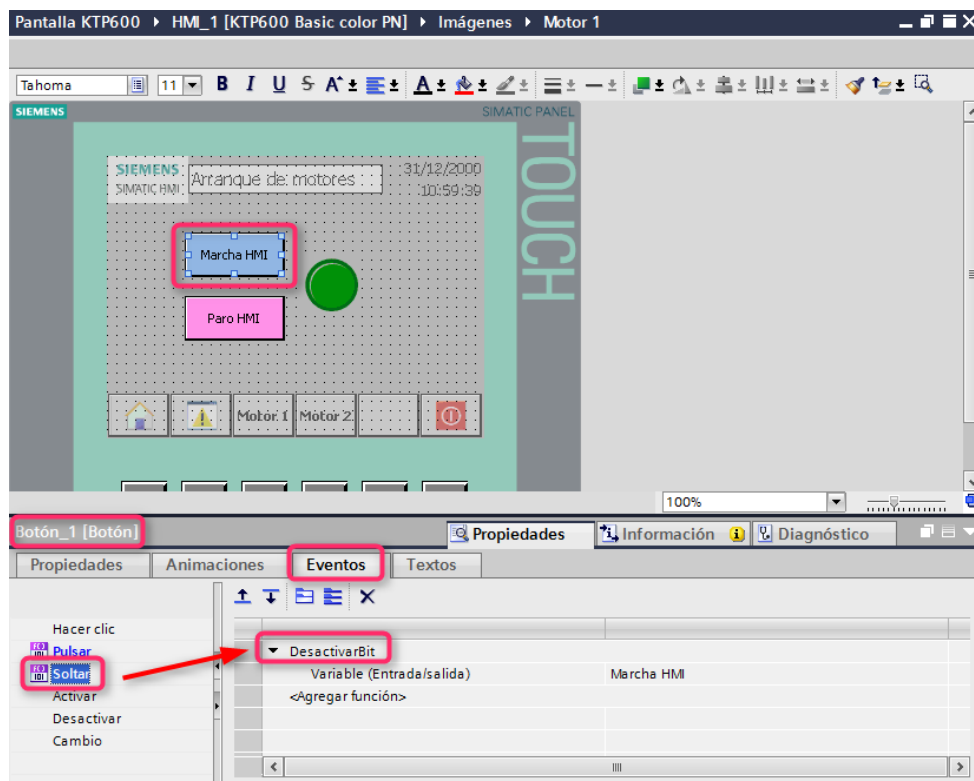 Pantalla KTP600 ▸ HMI_1 [KTP600 Basic color PN] ▸ Imágenes ▸ Motor 1
Tahoma 11 B I U S A A
SIEMENS SIMATIC PANEL
TOUCH
SIEMENS
SIMATIC HMI
Arranque de motores
31/12/2000
10:59:39
Marcha HMI
Paro HMI
Motor 1 Motor 2
100%
Botón_1 [Botón] Propiedades Información Diagnóstico
Propiedades Animaciones Eventos Textos
Hacer clic
Pulsar
Soltar
Activar
Desactivar
Cambio
DesactivarBit
Variable (Entrada/salida) Marcha HMI
<Agregar función>